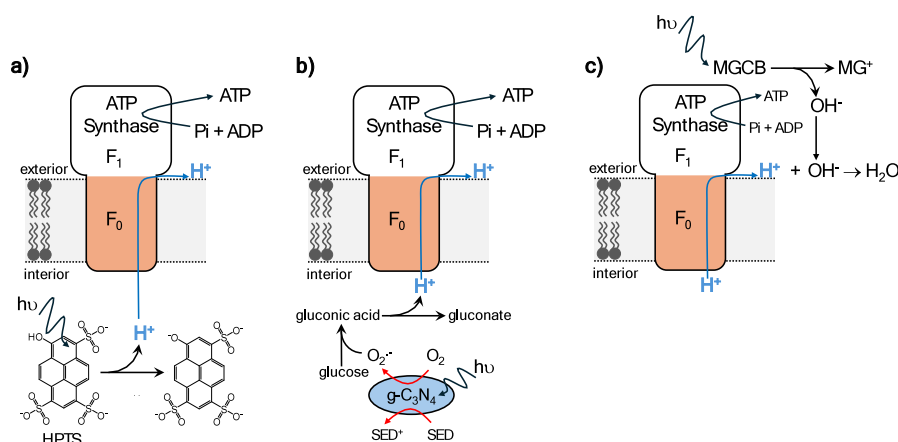 a)
ATP
Synthase
F₁
ATP
Pi + ADP
H⁺
exterior
F₀
interior
hυ
H⁺
HO
O⁻
S
O
O
⁻O
S
O
O
S
O
O
O⁻
HPTS
⁻O
O⁻
S
O
O
⁻O
S
O
O
S
O
O
O⁻
b)
ATP
Synthase
F₁
ATP
Pi + ADP
H⁺
exterior
F₀
interior
H⁺
gluconic acid
gluconate
glucose
O₂·⁻
O₂
hυ
g-C₃N₄
SED⁺
SED
c)
hυ
MGCB
MG⁺
OH⁻
ATP
Synthase
F₁
ATP
Pi + ADP
H⁺ + OH⁻ → H₂O
exterior
F₀
interior
H⁺